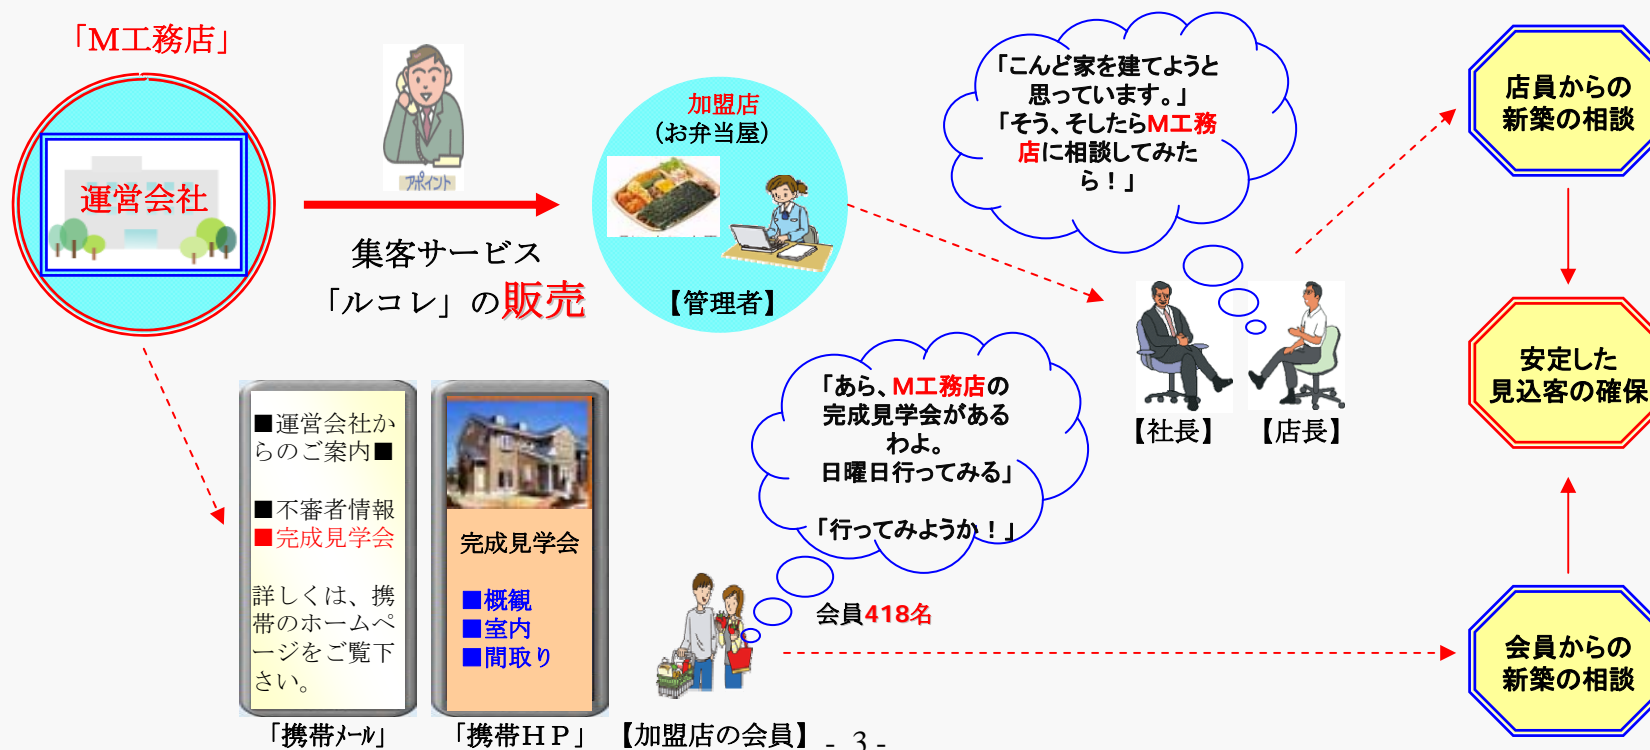 「M工務店」
運営会社
アポイント
集客サービス
「ルコレ」の販売
加盟店
(お弁当屋)
【管理者】
「こんど家を建てようと
思っています。」
「そう、そしたらM工務
店に相談してみた
ら！」
【社長】
【店長】
店員からの
新築の相談
安定した
見込客の確保
会員からの
新築の相談
■運営会社か
らのご案内■
■不審者情報
■完成見学会
詳しくは、携
帯のホームペ
ージをご覧下
さい。
「携帯メール」
完成見学会
■概観
■室内
■間取り
「携帯ＨＰ」
「あら、M工務店の
完成見学会がある
わよ。
日曜日行ってみる」
「行ってみようか！」
会員418名
【加盟店の会員】
- 3 -